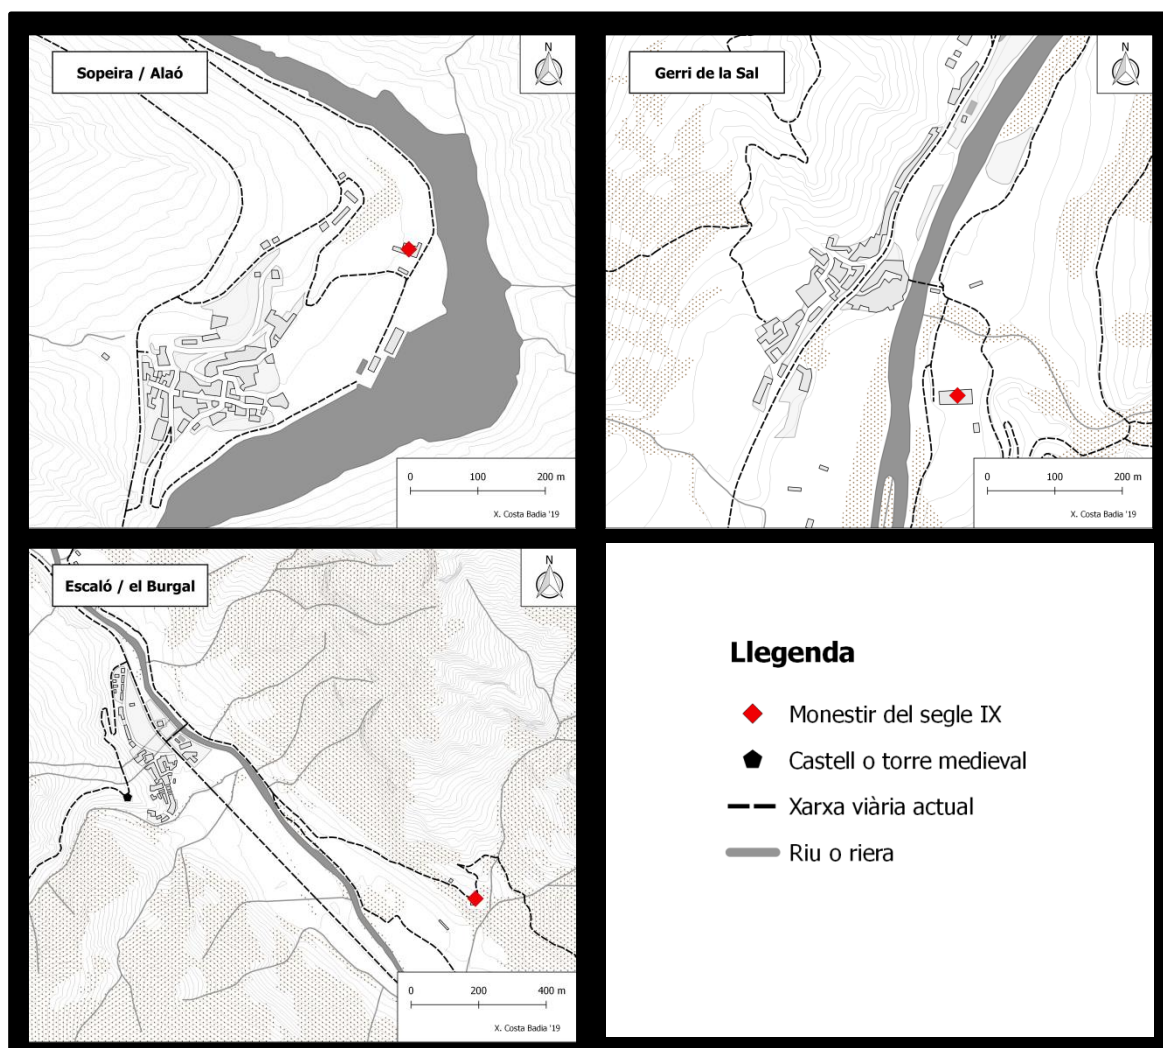 Sopeira / Alaó
N
0 100 200 m
X. Costa Badia '19
Gerri de la Sal
N
0 100 200 m
X. Costa Badia '19
Escaló / el Burgal
N
0 200 400 m
X. Costa Badia '19
Llegenda
Monestir del segle IX
Castell o torre medieval
Xarxa viària actual
Riu o riera